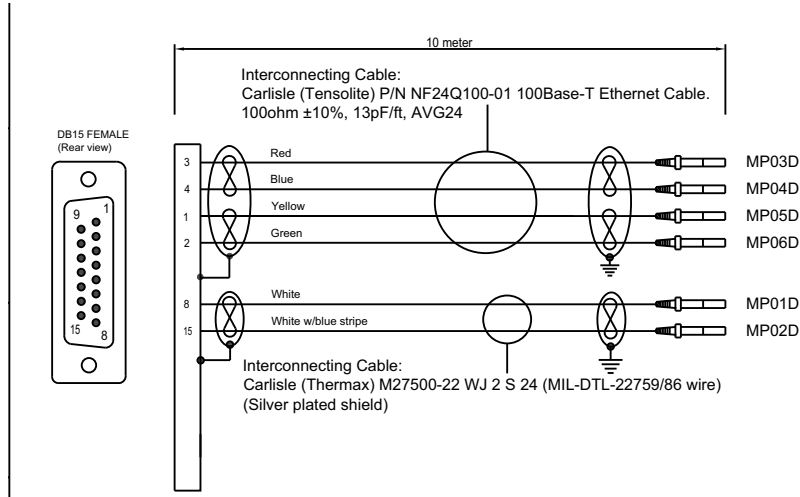 10 meter
Interconnecting Cable:
Carlisle (Tensolite) P/N NF24Q100-01 100Base-T Ethernet Cable.
100ohm ±10%, 13pF/ft, AVG24
DB15 FEMALE
(Rear view)
9 1
15 8
3 Red MP03D
4 Blue MP04D
1 Yellow MP05D
2 Green MP06D
8 White MP01D
15 White w/blue stripe MP02D
Interconnecting Cable:
Carlisle (Thermax) M27500-22 WJ 2 S 24 (MIL-DTL-22759/86 wire)
(Silver plated shield)